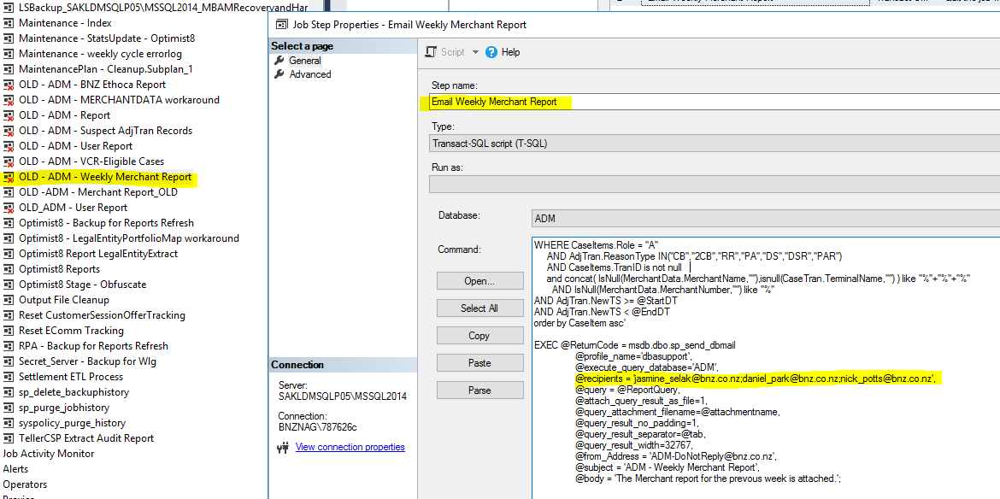 LSBackup_SAKLDMSQLP05\MSSQL2014_MBAMRecoveryandHar
Maintenance - Index
Maintenance - StatsUpdate - Optimist8
Maintenance - weekly cycle errorlog
MaintenancePlan - Cleanup.Subplan_1
OLD - ADM - BNZ Ethoca Report
OLD - ADM - MERCHANTDATA workaround
OLD - ADM - Report
OLD - ADM - Suspect AdjTran Records
OLD - ADM - User Report
OLD - ADM - VCR-Eligible Cases
OLD - ADM - Weekly Merchant Report
OLD -ADM - Merchant Report_OLD
OLD_ADM - User Report
Optimist8 - Backup for Reports Refresh
Optimist8 - LegalEntityPortfolioMap workaround
Optimist8 Report LegalEntityExtract
Optimist8 Reports
Optimist8 Stage - Obfuscate
Output File Cleanup
Reset CustomerSessionOfferTracking
Reset EComm Tracking
RPA - Backup for Reports Refresh
Secret_Server - Backup for Wlg
Settlement ETL Process
sp_delete_backuphistory
sp_purge_jobhistory
syspolicy_purge_history
TellerCSP Extract Audit Report
Job Activity Monitor
Alerts
Operators
Job Step Properties - Email Weekly Merchant Report
Select a page
General
Advanced
Connection
Server:
SAKLDMSQLP05\MSSQL2014
Connection:
BNZNAG\787626c
View connection properties
Script
Help
Step name:
Email Weekly Merchant Report
Type:
Transact-SQL script (T-SQL)
Run as:
Database:
ADM
Command:
Open...
Select All
Copy
Paste
Parse
WHERE CaseItems.Role = "A"
AND AdjTran.ReasonType IN("CB","2CB","RR","PA","DS","DSR","PAR")
AND CaseItems.TranID is not null
and concat( IsNull(MerchantData.MerchantName,""),isnull(CaseTran.TerminalName,"") ) like "%"+"%"+"%"
AND IsNull(MerchantData.MerchantNumber,"") like "%"
AND AdjTran.NewTS >= @StartDT
AND AdjTran.NewTS < @EndDT
order by CaseItem asc'
EXEC @ReturnCode = msdb.dbo.sp_send_dbmail
@profile_name='dbasupport',
@execute_query_database='ADM',
@recipients = 'jasmine_selak@bnz.co.nz;daniel_park@bnz.co.nz;nick_potts@bnz.co.nz',
@query = @ReportQuery,
@attach_query_result_as_file=1,
@query_attachment_filename=@attachmentname,
@query_result_no_padding=1,
@query_result_separator=@tab,
@query_result_width=32767,
@from_Address = 'ADM-DoNotReply@bnz.co.nz',
@subject = 'ADM - Weekly Merchant Report',
@body = 'The Merchant report for the prevous week is attached.';